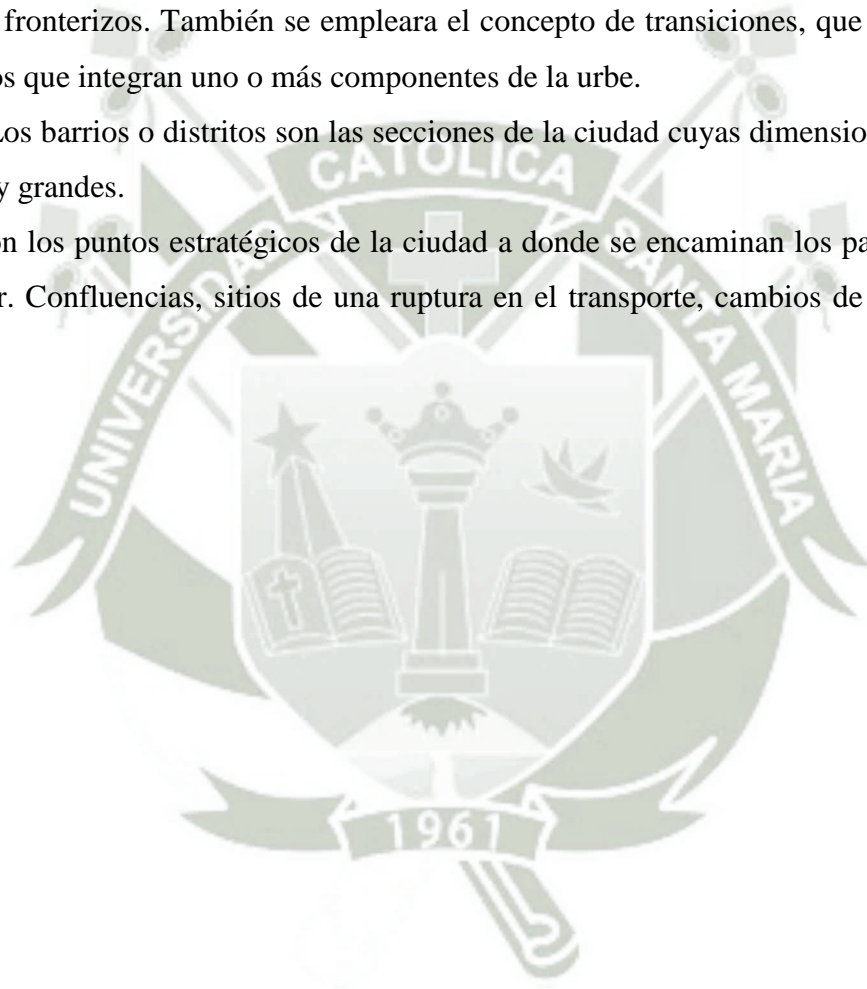 fronterizos. También se empleara el concepto de transiciones, que
os que integran uno o más componentes de la urbe.
Los barrios o distritos son las secciones de la ciudad cuyas dimensio
y grandes.
on los puntos estratégicos de la ciudad a donde se encaminan los pa
r. Confluencias, sitios de una ruptura en el transporte, cambios de
UNIVERSIDAD CATOLICA SANTA MARIA
1961